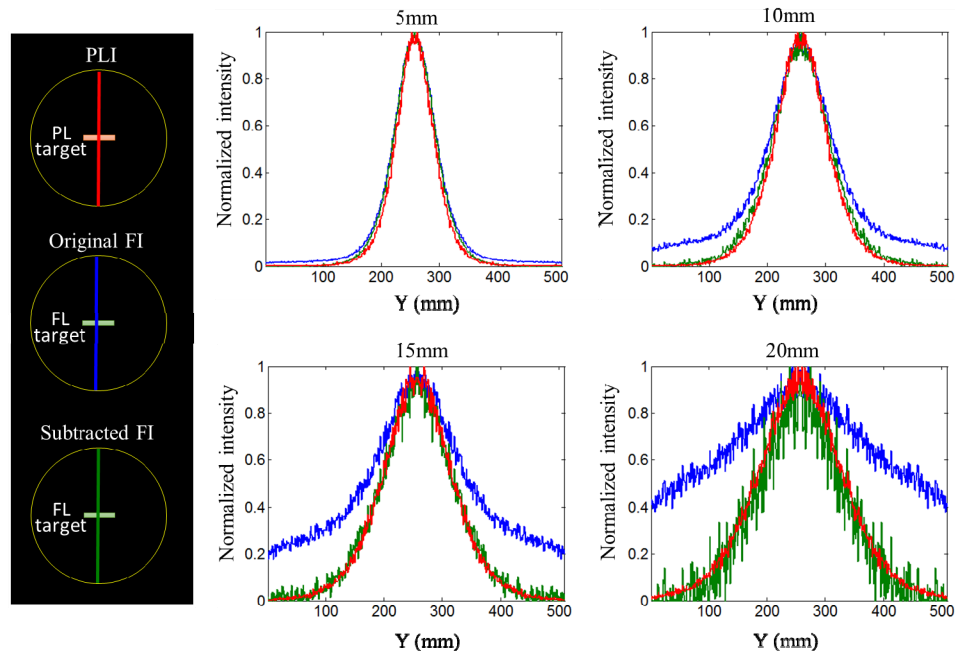 PLI
PL
target
Original FI
FL
target
Subtracted FI
FL
target
5mm
Normalized intensity
1
0.8
0.6
0.4
0.2
0
100
200
300
400
500
Y (mm)
10mm
Normalized intensity
1
0.8
0.6
0.4
0.2
0
100
200
300
400
500
Y (mm)
15mm
Normalized intensity
1
0.8
0.6
0.4
0.2
0
100
200
300
400
500
Y (mm)
20mm
Normalized intensity
1
0.8
0.6
0.4
0.2
0
100
200
300
400
500
Y (mm)